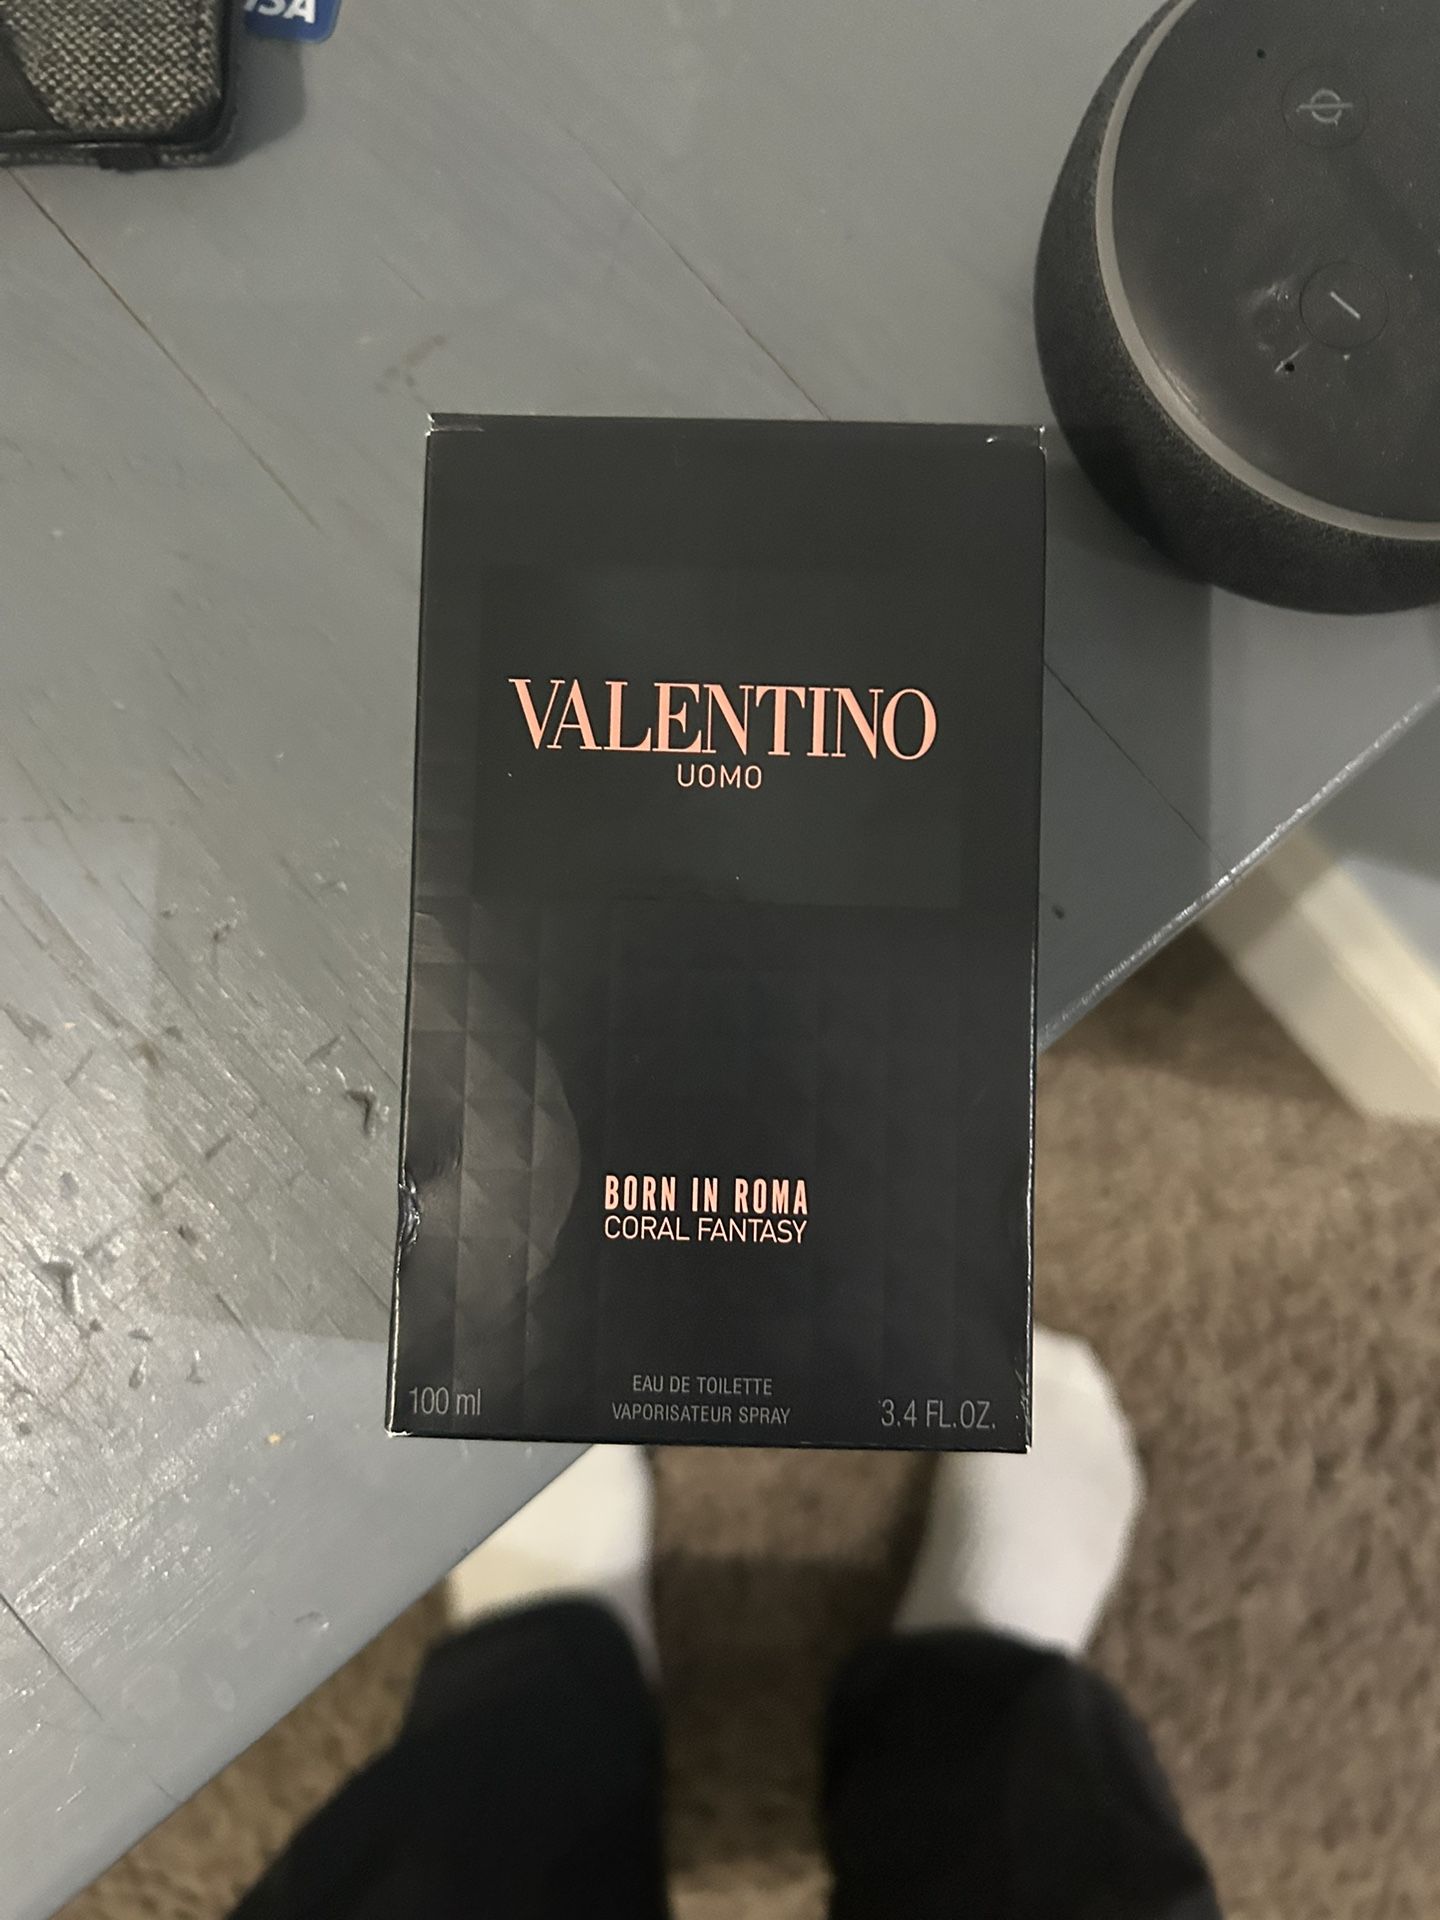 VISA
VALENTINO
UOMO
BORN IN ROMA
CORAL FANTASY
EAU DE TOILETTE
100 ml
VAPORISATEUR SPRAY
3.4 FL.OZ.